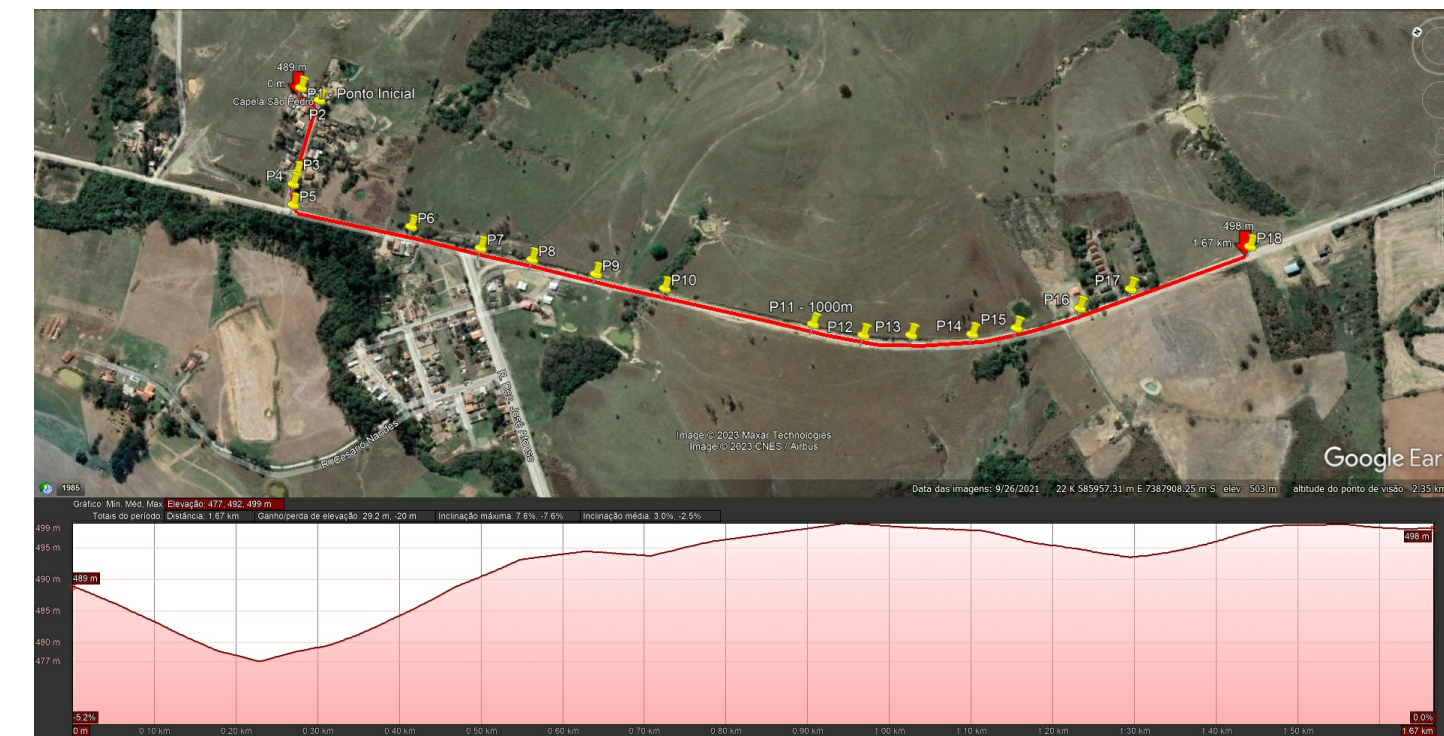 489 m
0 m
P1 - Ponto Inicial
Capela São Pedro
P2
P3
P4
P5
P6
P7
P8
P9
P10
P11 - 1000m
P12
P13
P14
P15
P16
P17
498 m
1.67 km
P18
R. Cesario Nardes
R. Pec. José Afonso
Image © 2023 Maxar Technologies
Image © 2023 CNES / Airbus
Google Ear
1985
Data das imagens: 9/26/2021 22 K 585957.31 m E 7387908.25 m S elev 503 m altitude do ponto de visão 2.35 km
Gráfico: Mín, Méd, Max Elevação: 477, 492, 499 m
Totais do período: Distância: 1.67 km Ganho/perda de elevação: 29.2 m, -20 m Inclinação máxima: 7.6%, -7.6% Inclinação média: 3.0%, -2.5%
499 m
495 m
490 m
485 m
480 m
477 m
489 m
498 m
-5.2%
0.0%
0 m 0.10 km 0.20 km 0.30 km 0.40 km 0.50 km 0.60 km 0.70 km 0.80 km 0.90 km 1.00 km 1.10 km 1.20 km 1.30 km 1.40 km 1.50 km 1.67 km